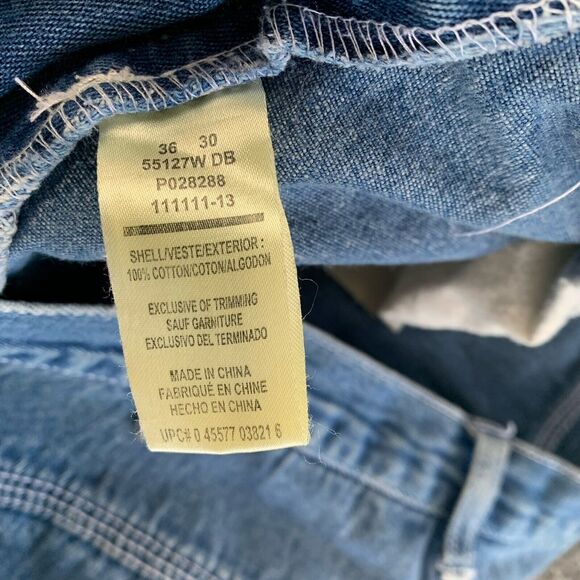 36 30
55127W DB
P028288
111111-13
SHELL/VESTE/EXTERIOR :
100% COTTON/COTON/ALGODON
EXCLUSIVE OF TRIMMING
SAUF GARNITURE
EXCLUSIVO DEL TERMINADO
MADE IN CHINA
FABRIQUÉ EN CHINE
HECHO EN CHINA
UPC# 0 45577 03821 6